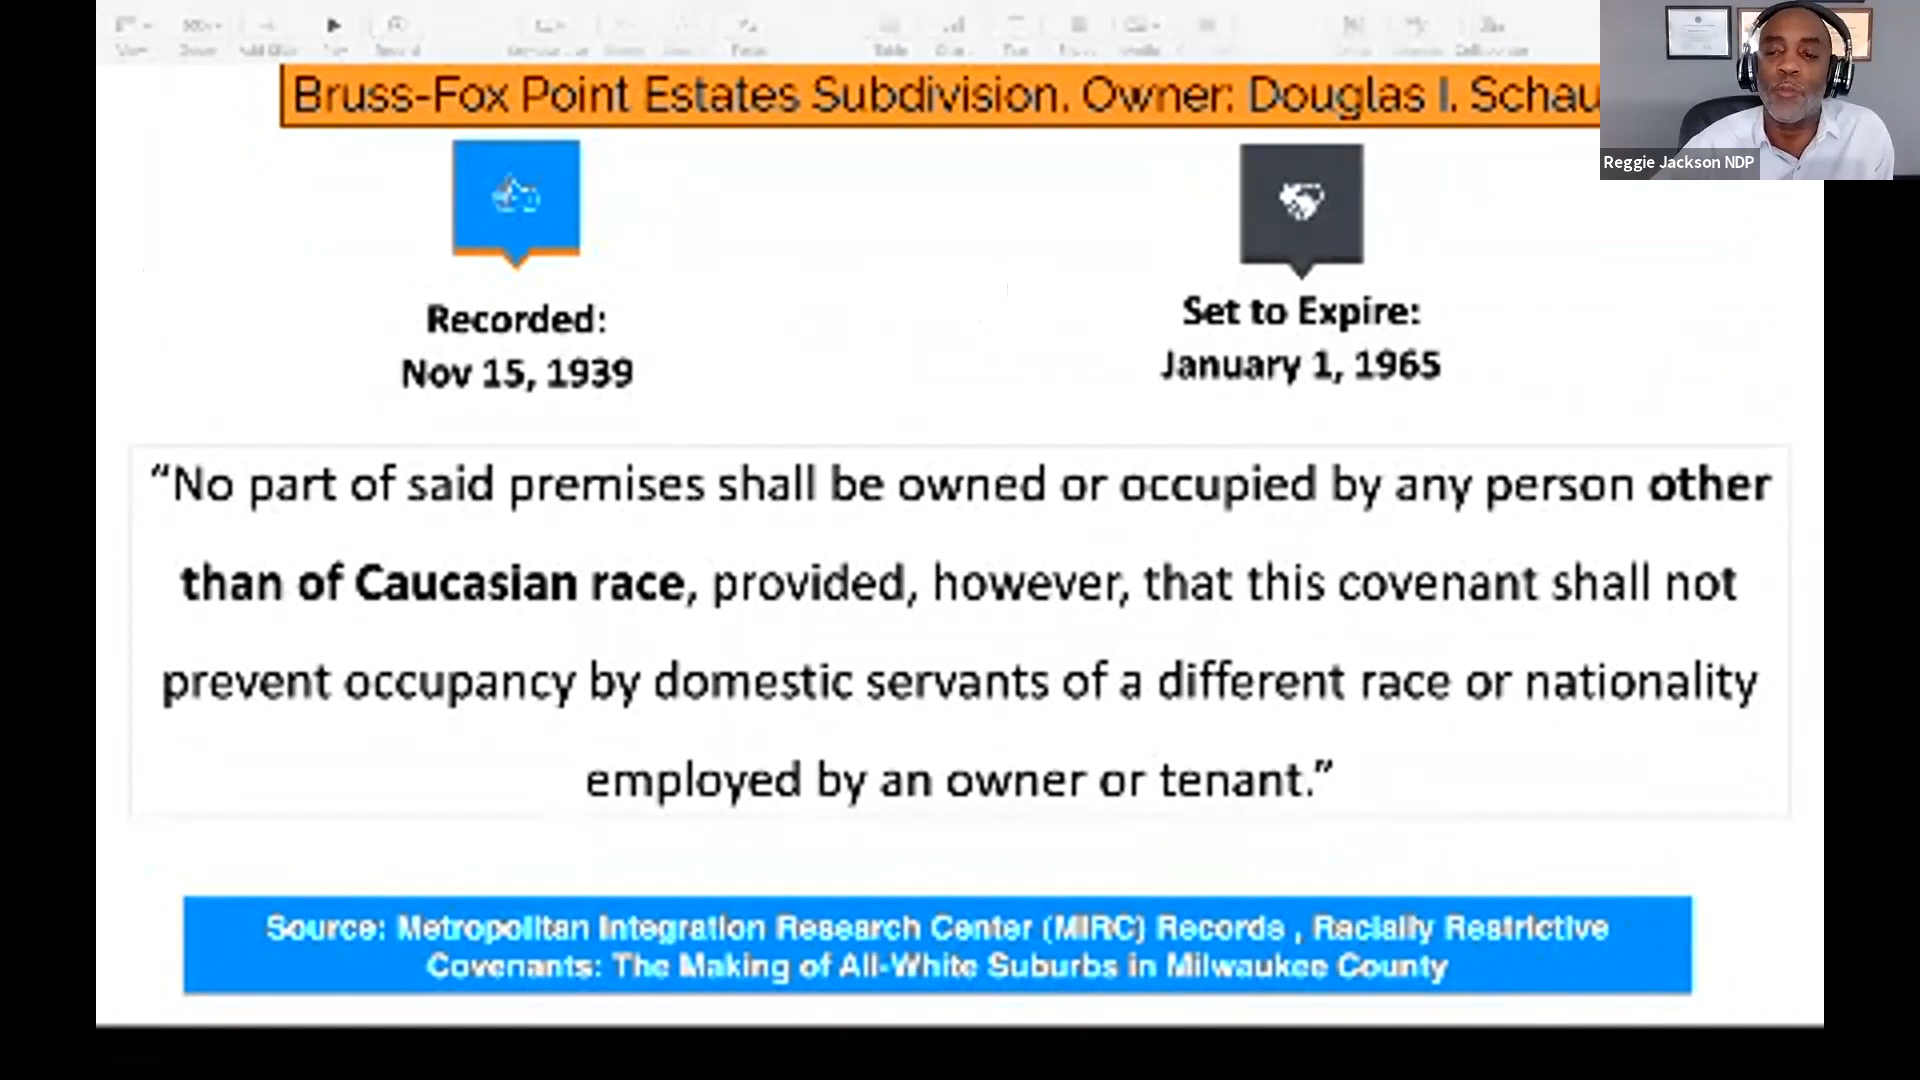 Bruss-Fox Point Estates Subdivision. Owner: Douglas I. Schau
Reggie Jackson NDP
Recorded:
Nov 15, 1939
Set to Expire:
January 1, 1965
“No part of said premises shall be owned or occupied by any person other
than of Caucasian race, provided, however, that this covenant shall not
prevent occupancy by domestic servants of a different race or nationality
employed by an owner or tenant.”
Source: Metropolitan Integration Research Center (MIRC) Records , Racially Restrictive
Covenants: The Making of All-White Suburbs in Milwaukee County